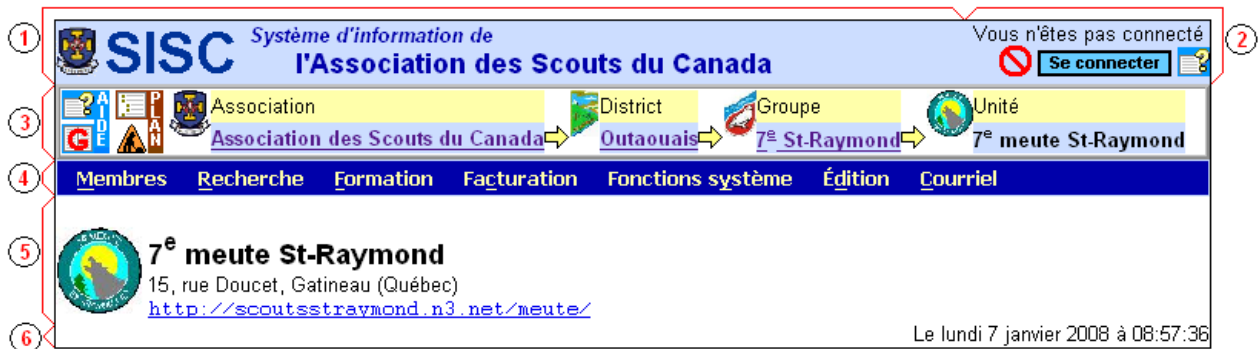 1
Système d'information de
SISC
l'Association des Scouts du Canada
Vous n'êtes pas connecté
Se connecter
2
3
AIDE
PLAN
G
Association
Association des Scouts du Canada
District
Outaouais
Groupe
7e St-Raymond
Unité
7e meute St-Raymond
4
Membres Recherche Formation Facturation Fonctions système Édition Courriel
5
7e meute St-Raymond
15, rue Doucet, Gatineau (Québec)
http://scoutsstraymond.n3.net/meute/
6
Le lundi 7 janvier 2008 à 08:57:36